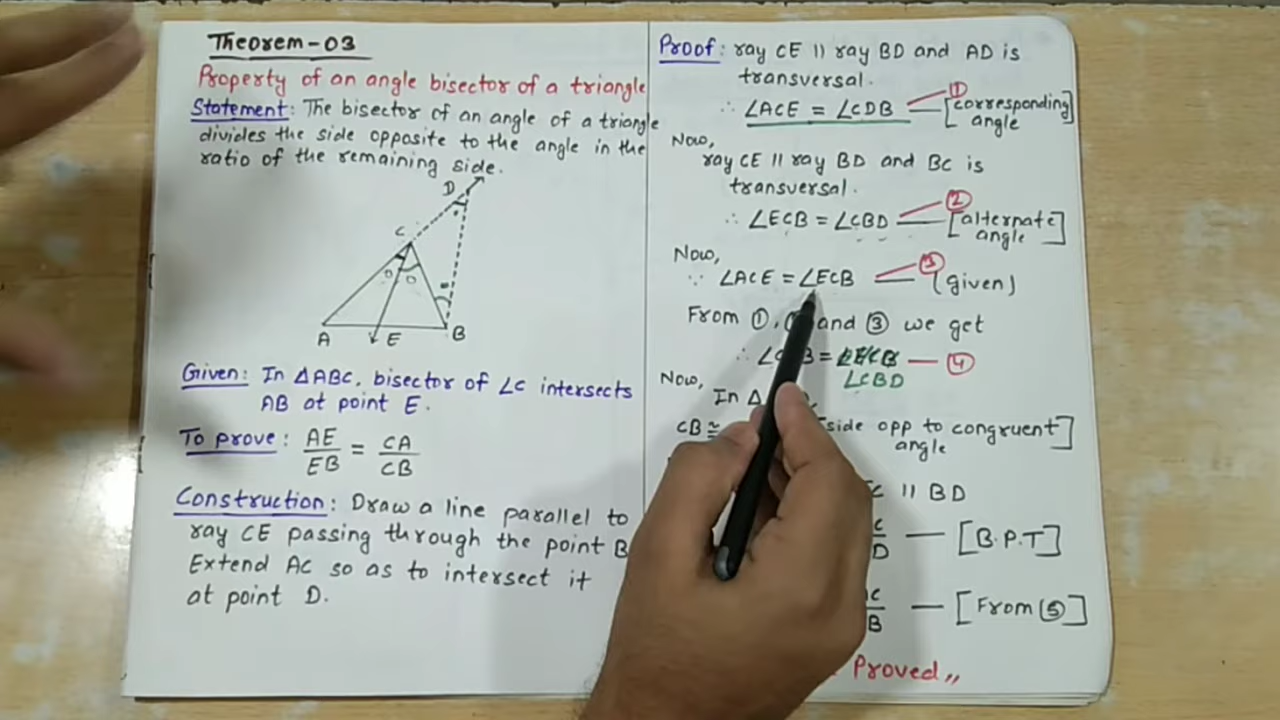 Theorem-03
Property of an angle bisector of a triangle
Statement: The bisector of an angle of a triangle
divides the side opposite to the angle in the
ratio of the remaining side.
D
C
A
E
B
Given: In ΔABC, bisector of ∠C intersects
AB at point E.
To prove: AE/EB = CA/CB
Construction: Draw a line parallel to
ray CE passing through the point B
Extend AC so as to intersect it
at point D.
Proof: ray CE || ray BD and AD is
transversal.
∴ ∠ACE = ∠CDB — ① [corresponding
angle]
Now,
ray CE || ray BD and BC is
transversal.
∴ ∠ECB = ∠CBD — ② [alternate
angle]
Now,
∵ ∠ACE = ∠ECB — ③ (given)
From ①, and ③ we get
∴ = ∠ECB — ④
∠CBD
Now,
In Δ
CB ≅ side opp to congruent
angle]
|| BD
— [B.P.T]
— [From ⑤]
Proved,,